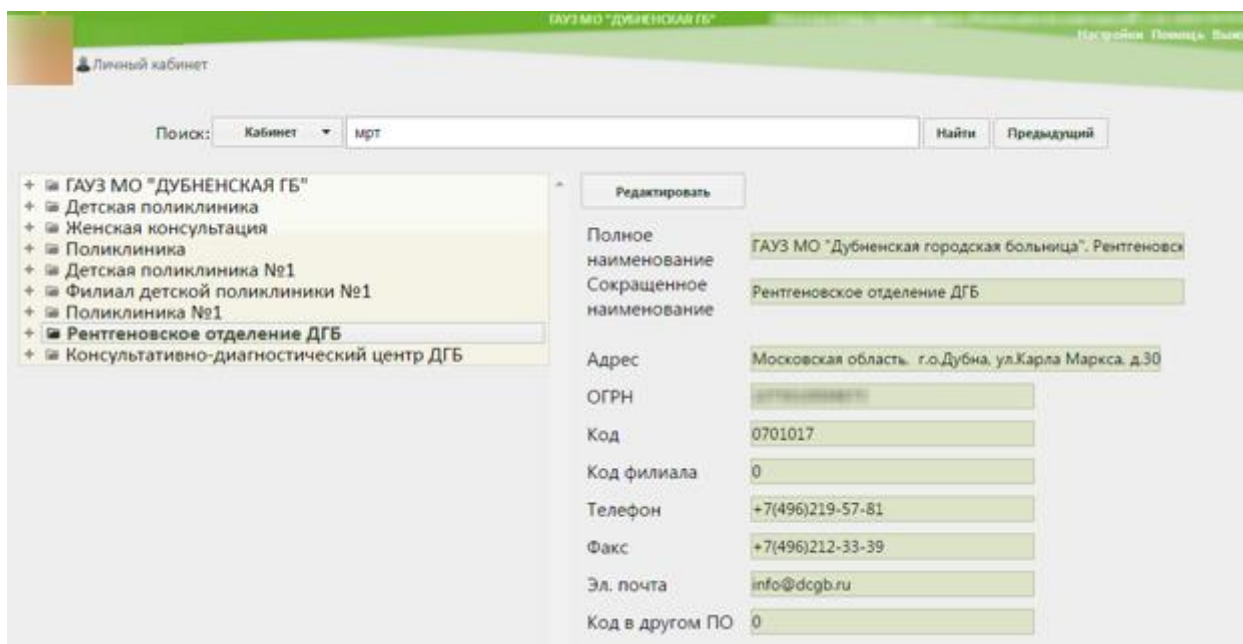 ГАУЗ МО "ДУБНЕНСКАЯ ГБ"
Настройки Помощь
Личный кабинет
Поиск: Кабинет мрт Найти Предыдущий
ГАУЗ МО "ДУБНЕНСКАЯ ГБ"
Детская поликлиника
Женская консультация
Поликлиника
Детская поликлиника №1
Филиал детской поликлиники №1
Поликлиника №1
Рентгеновское отделение ДГБ
Консультативно-диагностический центр ДГБ
Редактировать
Полное наименование
ГАУЗ МО "Дубненская городская больница". Рентгеновск
Сокращенное наименование
Рентгеновское отделение ДГБ
Адрес Московская область, г.о.Дубна, ул.Карла Маркса, д.30
ОГРН
Код 0701017
Код филиала 0
Телефон +7(496)219-57-81
Факс +7(496)212-33-39
Эл. почта info@dcgb.ru
Код в другом ПО 0